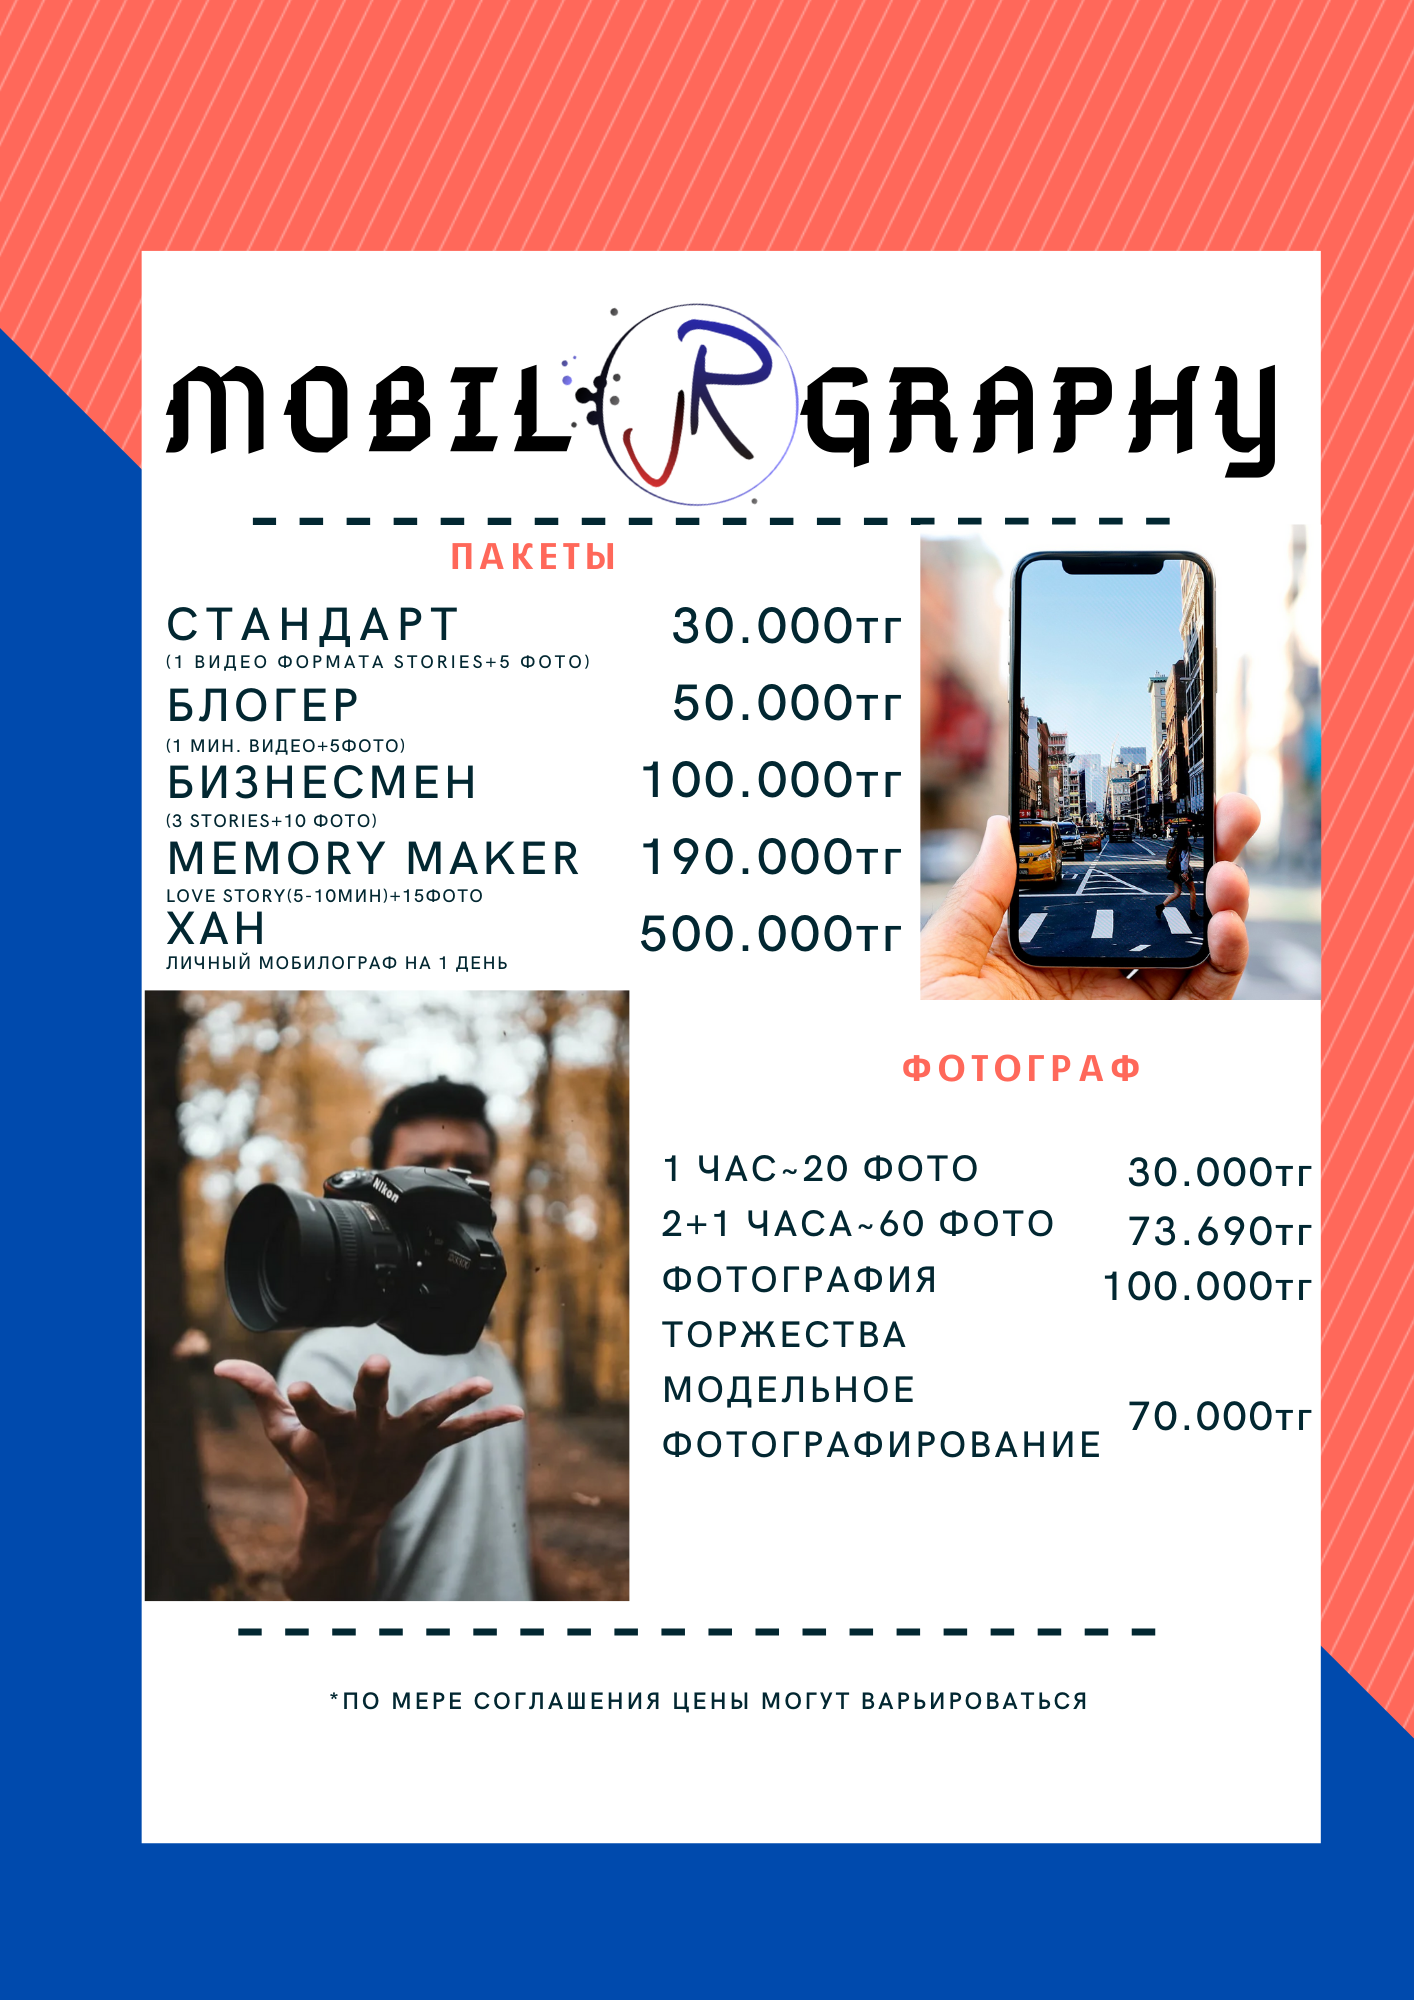 MOBIL JR GRAPHY
ПАКЕТЫ
СТАНДАРТ 30.000тг
(1 ВИДЕО ФОРМАТА STORIES+5 ФОТО)
БЛОГЕР 50.000тг
(1 МИН. ВИДЕО+5ФОТО)
БИЗНЕСМЕН 100.000тг
(3 STORIES+10 ФОТО)
MEMORY MAKER 190.000тг
LOVE STORY(5-10МИН)+15ФОТО
ХАН 500.000тг
ЛИЧНЫЙ МОБИЛОГРАФ НА 1 ДЕНЬ
Nikon
ФОТОГРАФ
1 ЧАС~20 ФОТО 30.000тг
2+1 ЧАСА~60 ФОТО 73.690тг
ФОТОГРАФИЯ 100.000тг
ТОРЖЕСТВА
МОДЕЛЬНОЕ
ФОТОГРАФИРОВАНИЕ 70.000тг
*ПО МЕРЕ СОГЛАШЕНИЯ ЦЕНЫ МОГУТ ВАРЬИРОВАТЬСЯ